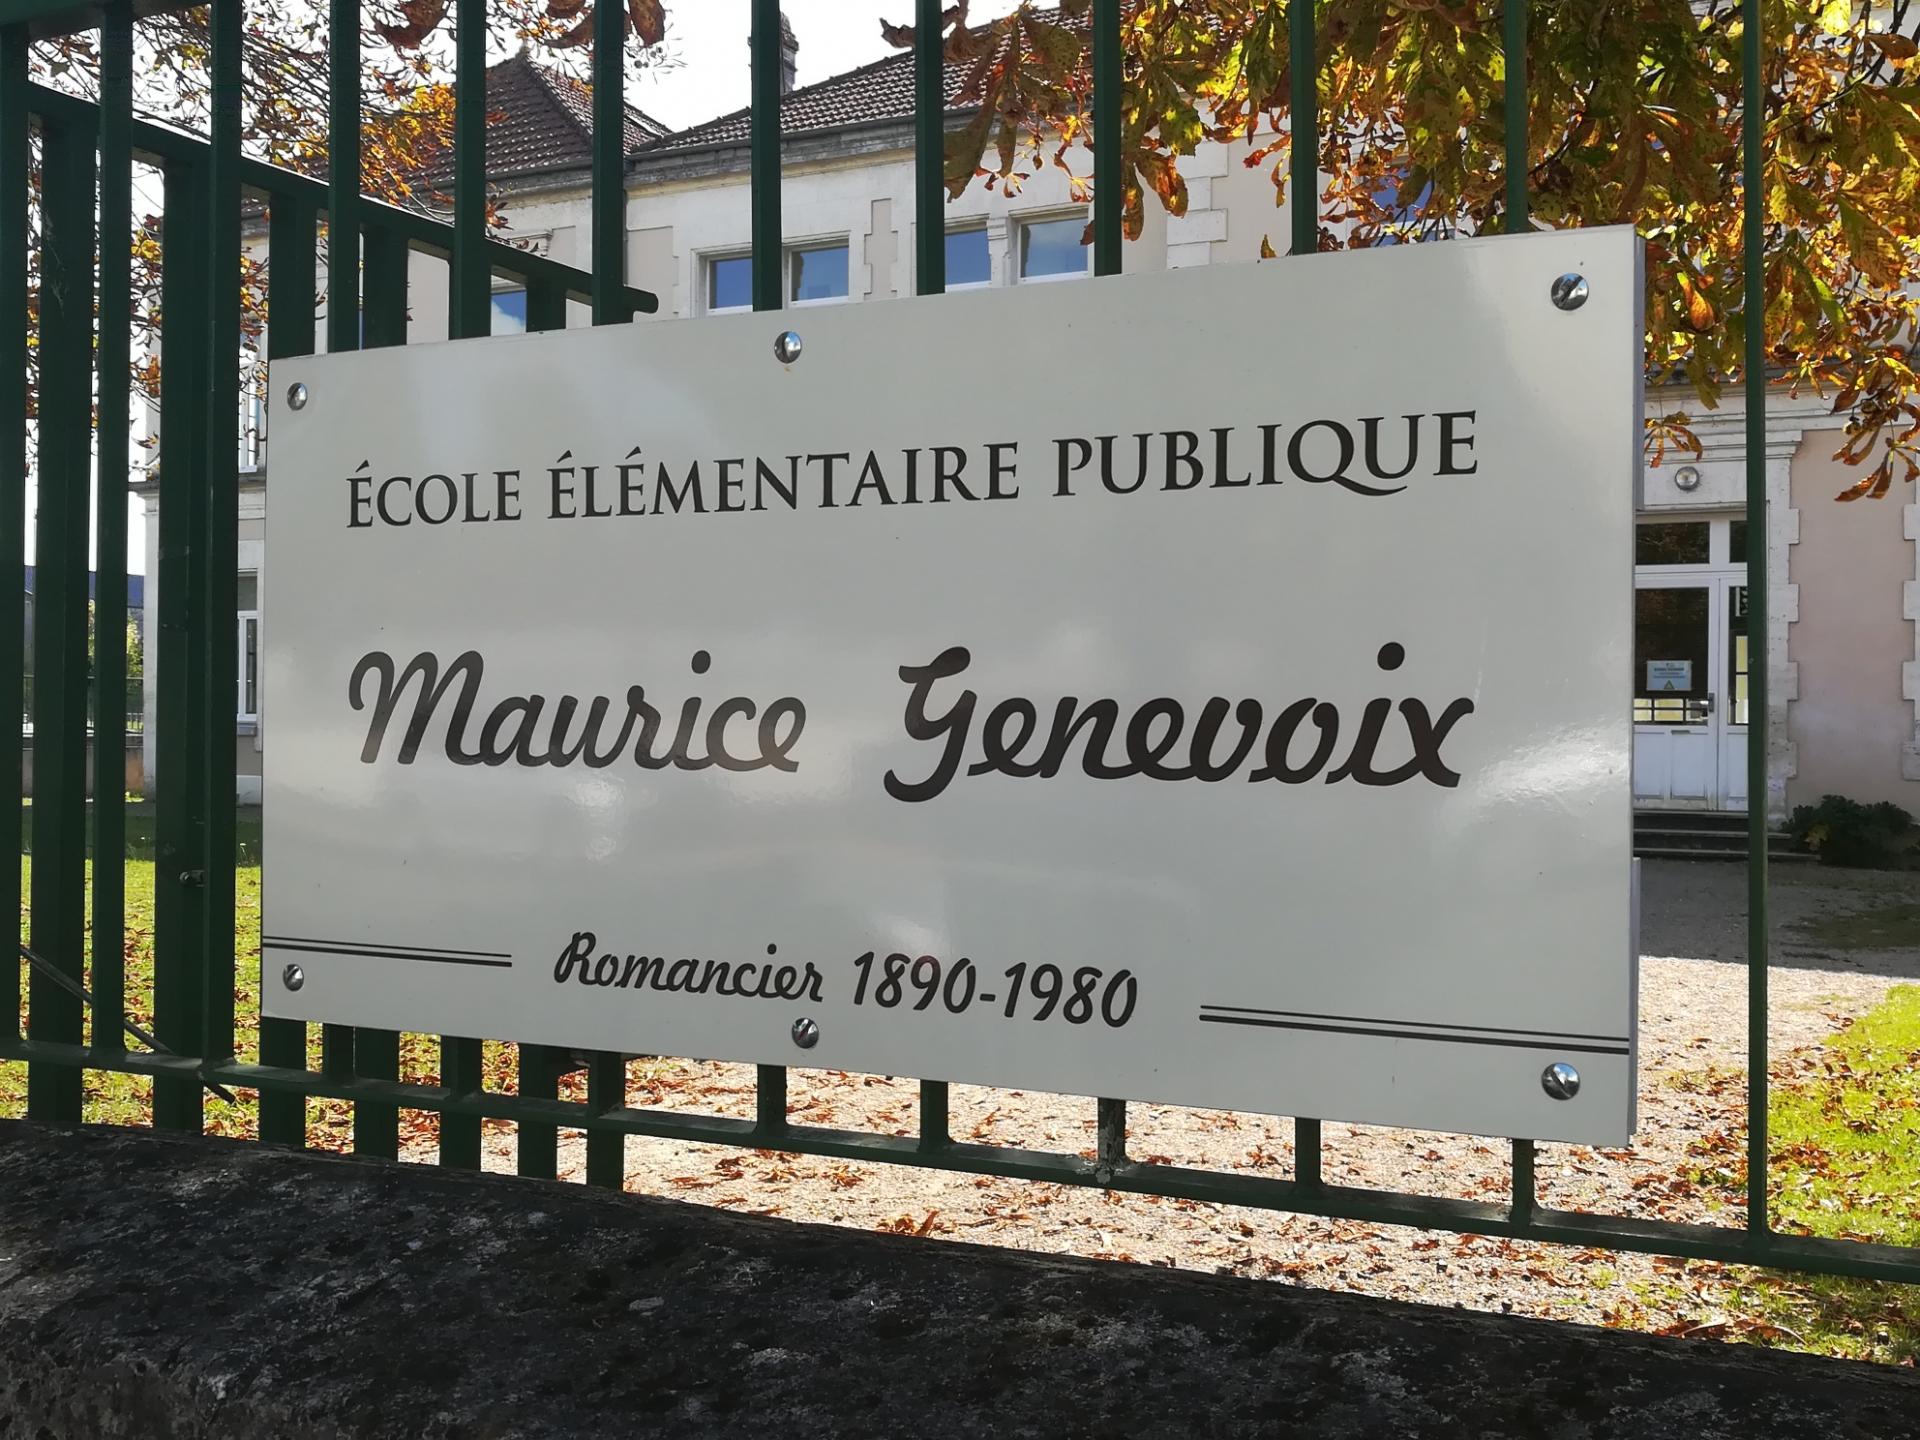 ÉCOLE ÉLÉMENTAIRE PUBLIQUE
Maurice Genevoix
Romancier 1890-1980